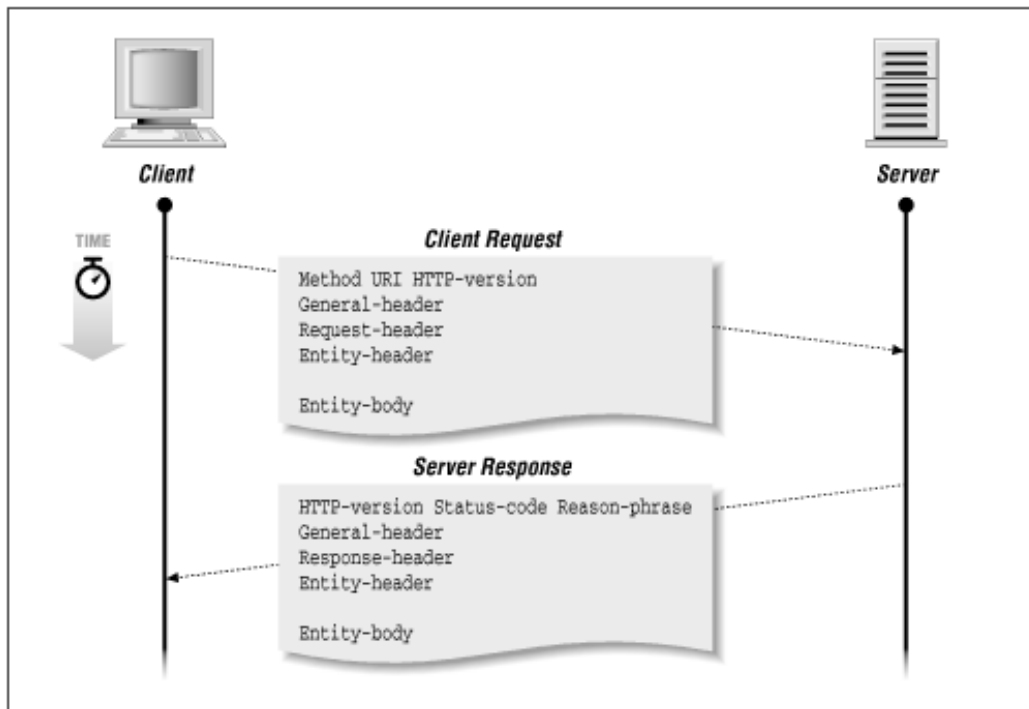 Client
Server
TIME
Client Request
Method URI HTTP-version
General-header
Request-header
Entity-header
Entity-body
Server Response
HTTP-version Status-code Reason-phrase
General-header
Response-header
Entity-header
Entity-body